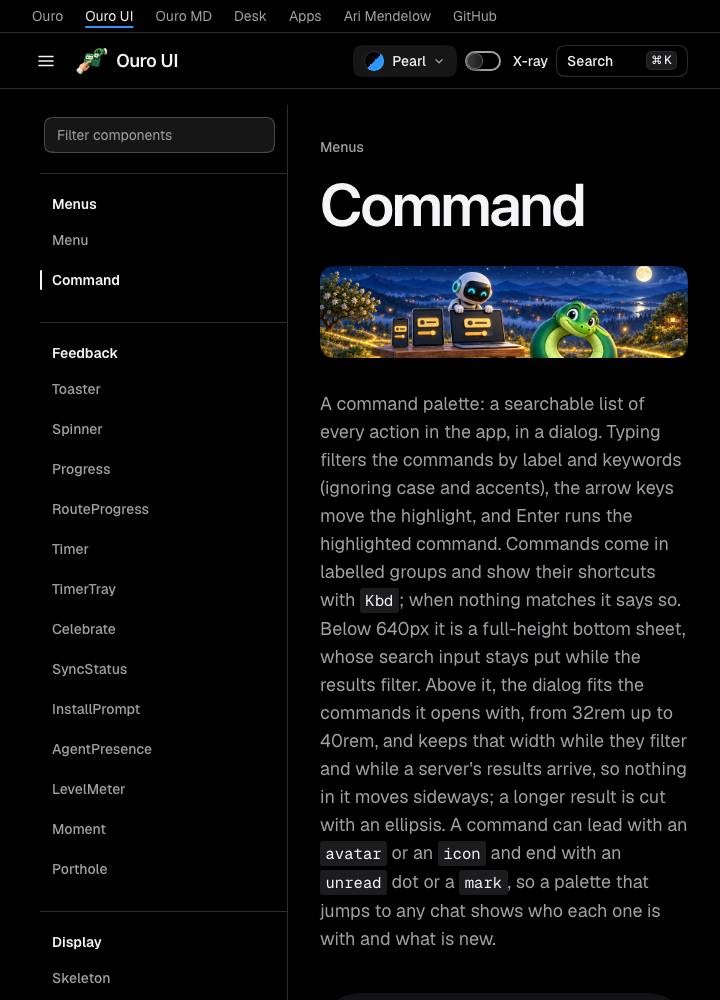 Ouro
Ouro UI
Ouro MD
Desk
Apps
Ari Mendelow
GitHub
Ouro UI
Pearl
X-ray
Search
⌘ K
Filter components
Menus
Menu
Command
Feedback
Toaster
Spinner
Progress
RouteProgress
Timer
TimerTray
Celebrate
SyncStatus
InstallPrompt
AgentPresence
LevelMeter
Moment
Porthole
Display
Skeleton
Menus
Command
A command palette: a searchable list of
every action in the app, in a dialog. Typing
filters the commands by label and keywords
(ignoring case and accents), the arrow keys
move the highlight, and Enter runs the
highlighted command. Commands come in
labelled groups and show their shortcuts
with Kbd; when nothing matches it says so.
Below 640px it is a full-height bottom sheet,
whose search input stays put while the
results filter. Above it, the dialog fits the
commands it opens with, from 32rem up to
40rem, and keeps that width while they filter
and while a server's results arrive, so nothing
in it moves sideways; a longer result is cut
with an ellipsis. A command can lead with an
avatar or an icon and end with an
unread dot or a mark, so a palette that
jumps to any chat shows who each one is
with and what is new.